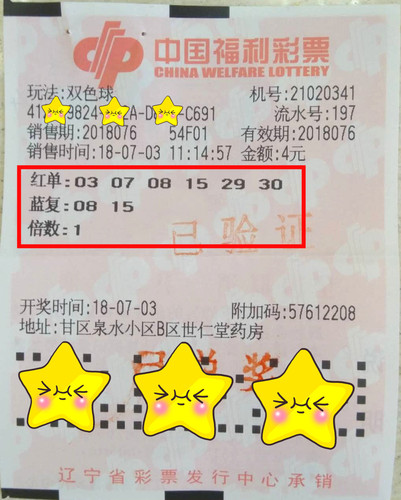 中国福利彩票
CHINA WELFARE LOTTERY
玩法:双色球 机号:21020341
9824 C691 流水号:197
销售期:2018076 54F01 有效期:2018076
销售时间:18-07-03 11:14:57 金额:4元
红单:03 07 08 15 29 30
蓝复:08 15
倍数:1
已验证
开奖时间:18-07-03 附加码:57612208
地址:甘区泉水小区B区世仁堂药房
已兑奖
辽宁省彩票发行中心承销